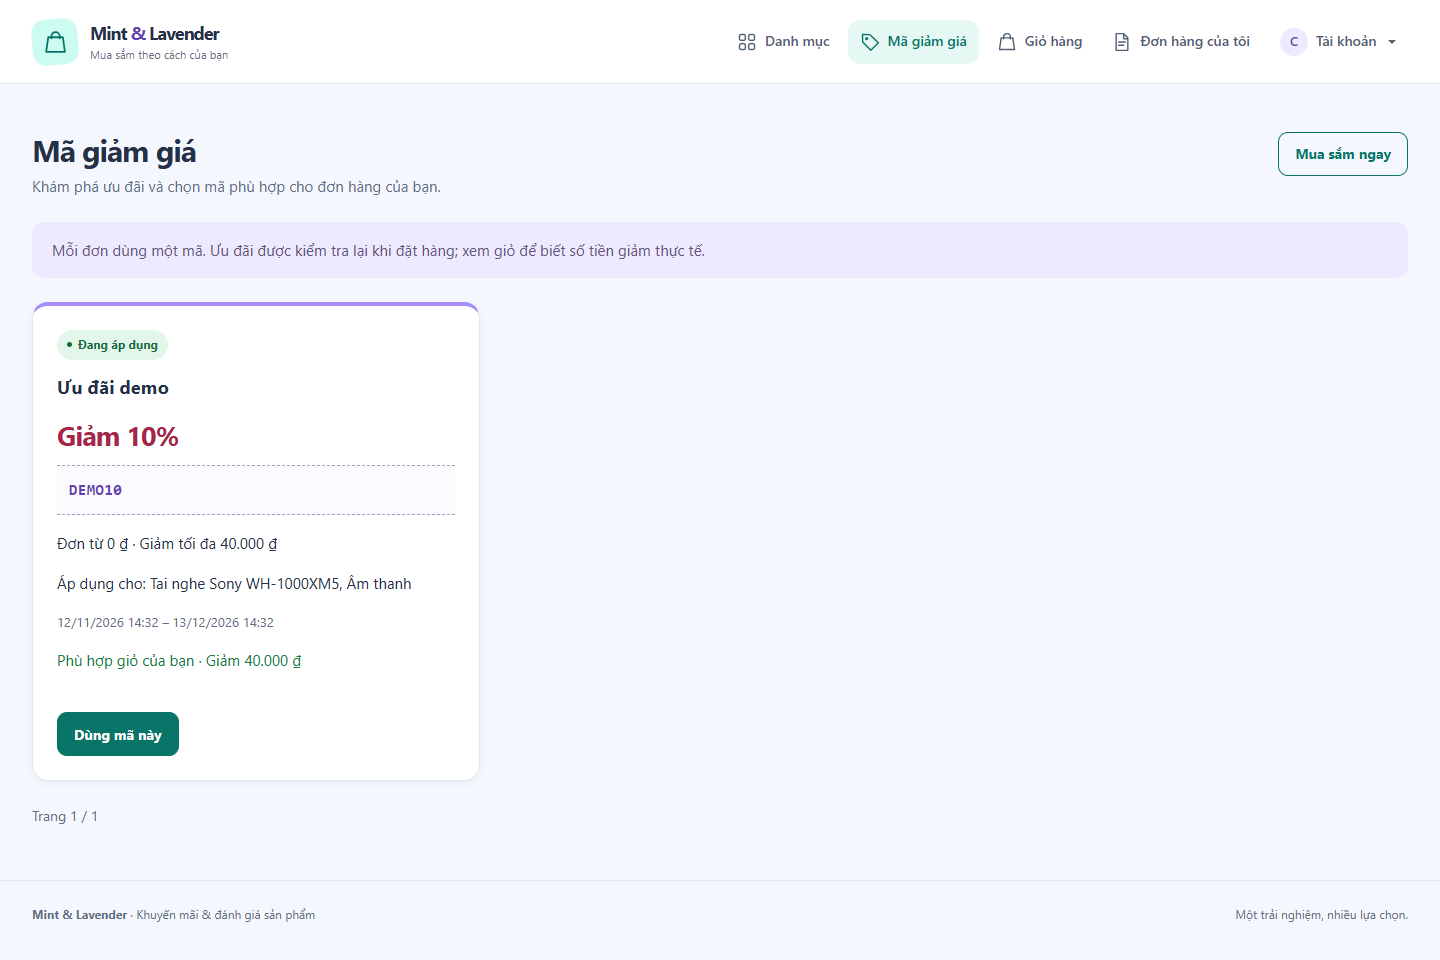 Mint & Lavender
Mua sắm theo cách của bạn
Danh mục
Mã giảm giá
Giỏ hàng
Đơn hàng của tôi
C
Tài khoản
Mã giảm giá
Khám phá ưu đãi và chọn mã phù hợp cho đơn hàng của bạn.
Mua sắm ngay
Mỗi đơn dùng một mã. Ưu đãi được kiểm tra lại khi đặt hàng; xem giỏ để biết số tiền giảm thực tế.
• Đang áp dụng
Ưu đãi demo
Giảm 10%
DEMO10
Đơn từ 0 ₫ · Giảm tối đa 40.000 ₫
Áp dụng cho: Tai nghe Sony WH-1000XM5, Âm thanh
12/11/2026 14:32 – 13/12/2026 14:32
Phù hợp giỏ của bạn · Giảm 40.000 ₫
Dùng mã này
Trang 1 / 1
Mint & Lavender · Khuyến mãi & đánh giá sản phẩm
Một trải nghiệm, nhiều lựa chọn.